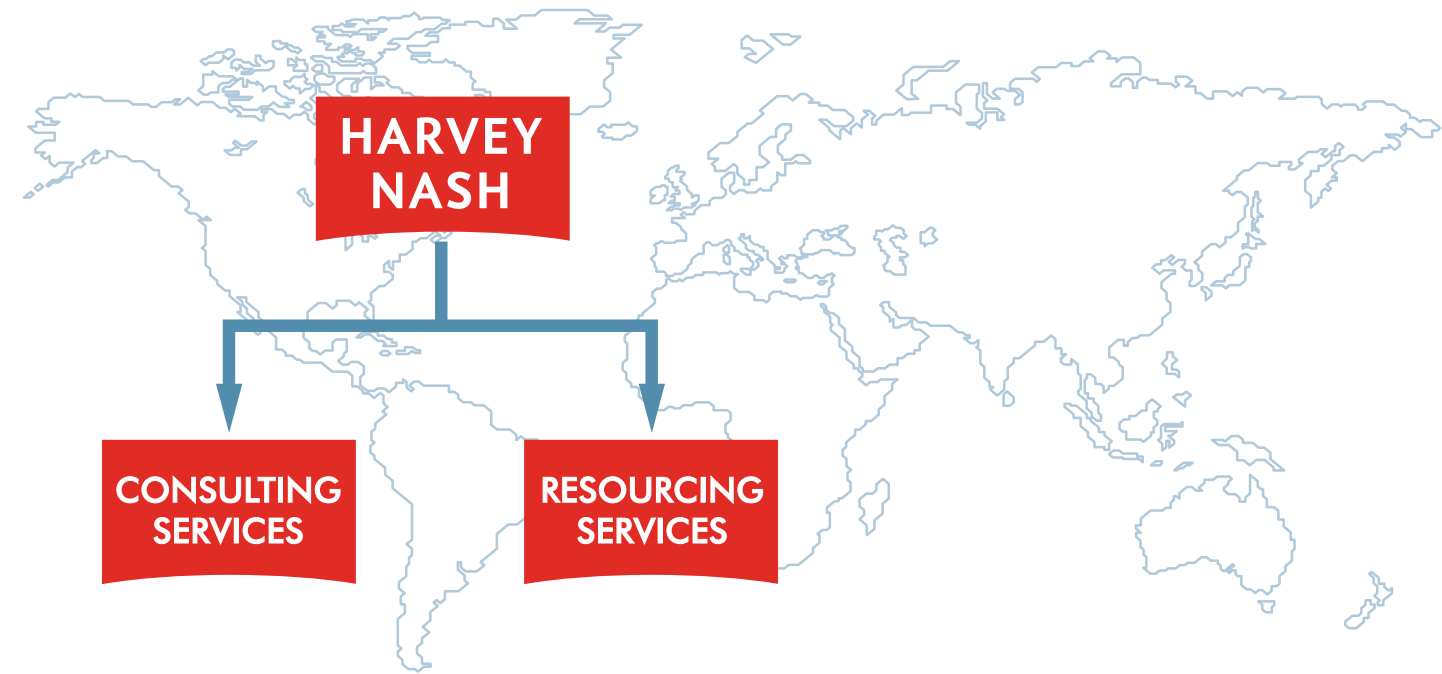 HARVEY
NASH
CONSULTING
SERVICES
RESOURCING
SERVICES